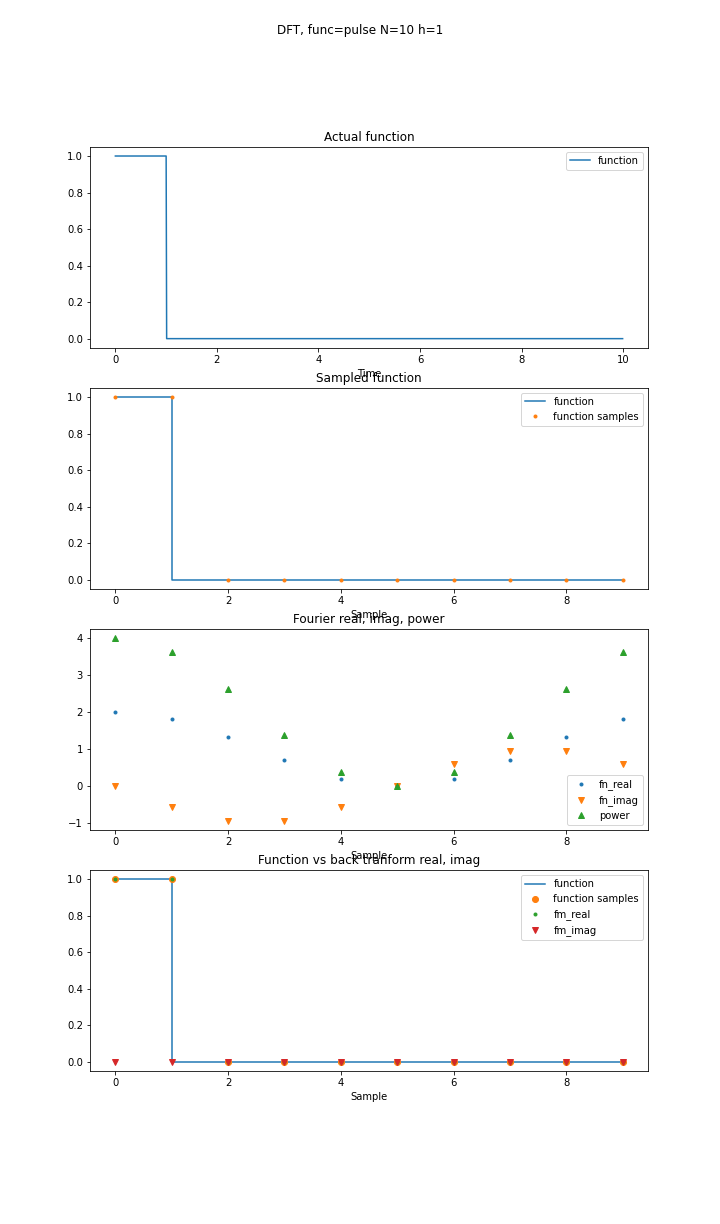 DFT, func=pulse N=10 h=1
Actual function
function
1.0
0.8
0.6
0.4
0.2
0.0
0 2 4 6 8 10
Time
Sampled function
function
function samples
1.0
0.8
0.6
0.4
0.2
0.0
0 2 4 6 8
Sample
Fourier real, imag, power
4
3
2
1
0
−1
fn_real
fn_imag
power
0 2 4 6 8
Sample
Function vs back tranform real, imag
function
function samples
fm_real
fm_imag
1.0
0.8
0.6
0.4
0.2
0.0
0 2 4 6 8
Sample